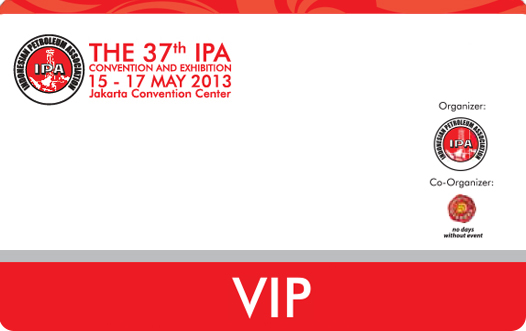 INDONESIAN PETROLEUM ASSOCIATION
IPA
THE 37th IPA
CONVENTION AND EXHIBITION
15 - 17 MAY 2013
Jakarta Convention Center
Organizer:
INDONESIAN PETROLEUM ASSOCIATION
IPA
Co-Organizer:
no days
without event
VIP